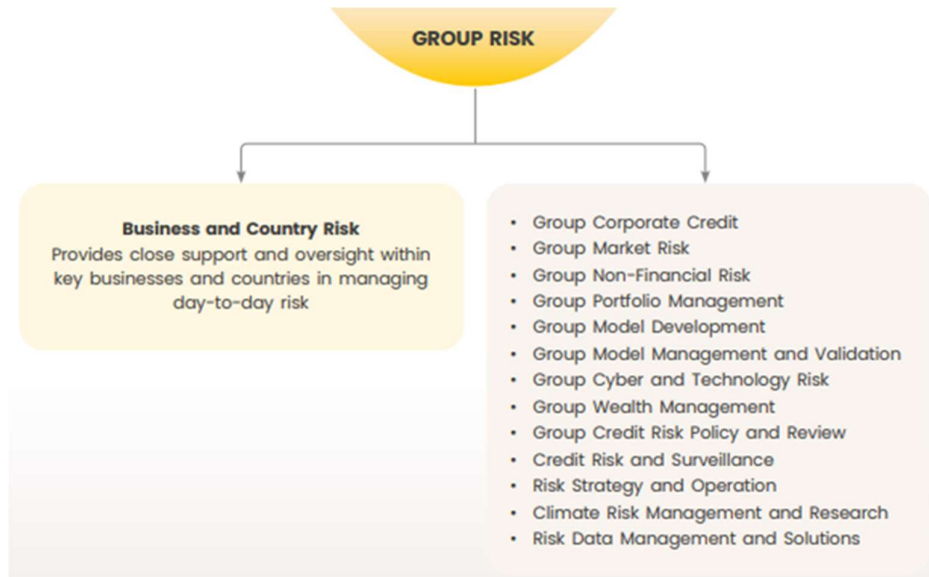 GROUP RISK
Business and Country Risk
Provides close support and oversight within
key businesses and countries in managing
day-to-day risk
• Group Corporate Credit
• Group Market Risk
• Group Non-Financial Risk
• Group Portfolio Management
• Group Model Development
• Group Model Management and Validation
• Group Cyber and Technology Risk
• Group Wealth Management
• Group Credit Risk Policy and Review
• Credit Risk and Surveillance
• Risk Strategy and Operation
• Climate Risk Management and Research
• Risk Data Management and Solutions